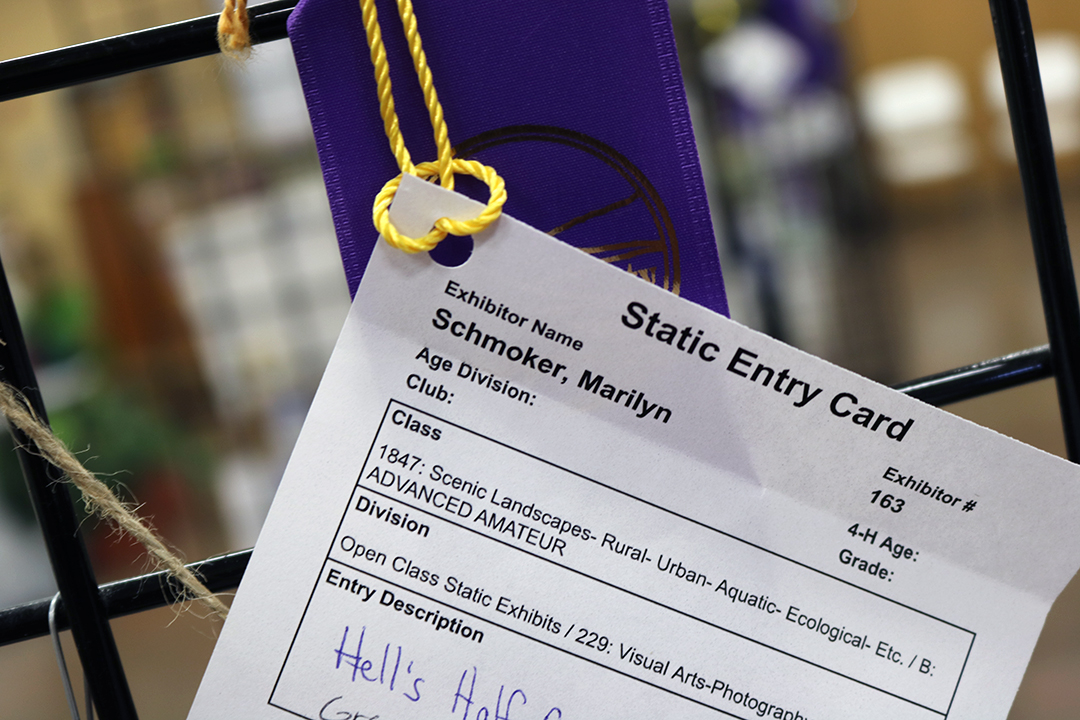 Static Entry Card
Exhibitor Name
Schmoker, Marilyn
Exhibitor #
163
Age Division:
4-H Age:
Club:
Grade:
Class
1847: Scenic Landscapes- Rural- Urban- Aquatic- Ecological- Etc. / B:
ADVANCED AMATEUR
Division
Open Class Static Exhibits / 229: Visual Arts-Photography
Entry Description
Hell's Half